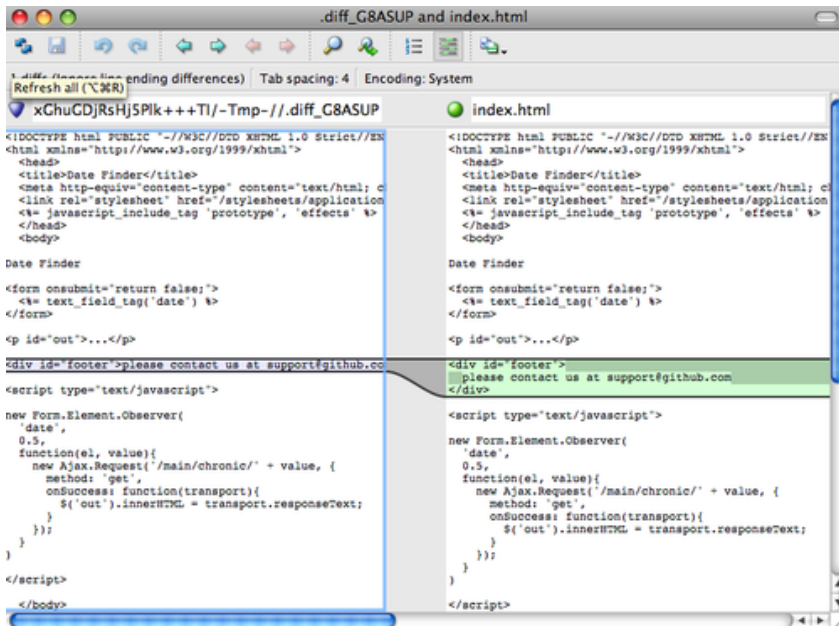 .diff_G8ASUP and index.html
1 diffs (Ignore line ending differences) Tab spacing: 4 Encoding: System
Refresh all (⌥⌘R)
xGhuGDjRsHj5Plk+++TI/-Tmp-//.diff_G8ASUP
<!DOCTYPE html PUBLIC "-//W3C//DTD XHTML 1.0 Strict//EN
<html xmlns="http://www.w3.org/1999/xhtml">
<head>
<title>Date Finder</title>
<meta http-equiv="content-type" content="text/html; c
<link rel="stylesheet" href="/stylesheets/application
<%= javascript_include_tag 'prototype', 'effects' %>
</head>
<body>
Date Finder
<form onsubmit="return false;">
<%= text_field_tag('date') %>
</form>
<p id="out">...</p>
<div id="footer">please contact us at support@github.co
<script type="text/javascript">
new Form.Element.Observer(
'date',
0.5,
function(el, value){
new Ajax.Request('/main/chronic/' + value, {
method: 'get',
onSuccess: function(transport){
$('out').innerHTML = transport.responseText;
}
});
}
)
</script>
</body>
index.html
<!DOCTYPE html PUBLIC "-//W3C//DTD XHTML 1.0 Strict//EN
<html xmlns="http://www.w3.org/1999/xhtml">
<head>
<title>Date Finder</title>
<meta http-equiv="content-type" content="text/html; c
<link rel="stylesheet" href="/stylesheets/application
<%= javascript_include_tag 'prototype', 'effects' %>
</head>
<body>
Date Finder
<form onsubmit="return false;">
<%= text_field_tag('date') %>
</form>
<p id="out">...</p>
<div id="footer">
please contact us at support@github.com
</div>
<script type="text/javascript">
new Form.Element.Observer(
'date',
0.5,
function(el, value){
new Ajax.Request('/main/chronic/' + value, {
method: 'get',
onSuccess: function(transport){
$('out').innerHTML = transport.responseText;
}
});
}
)
</script>